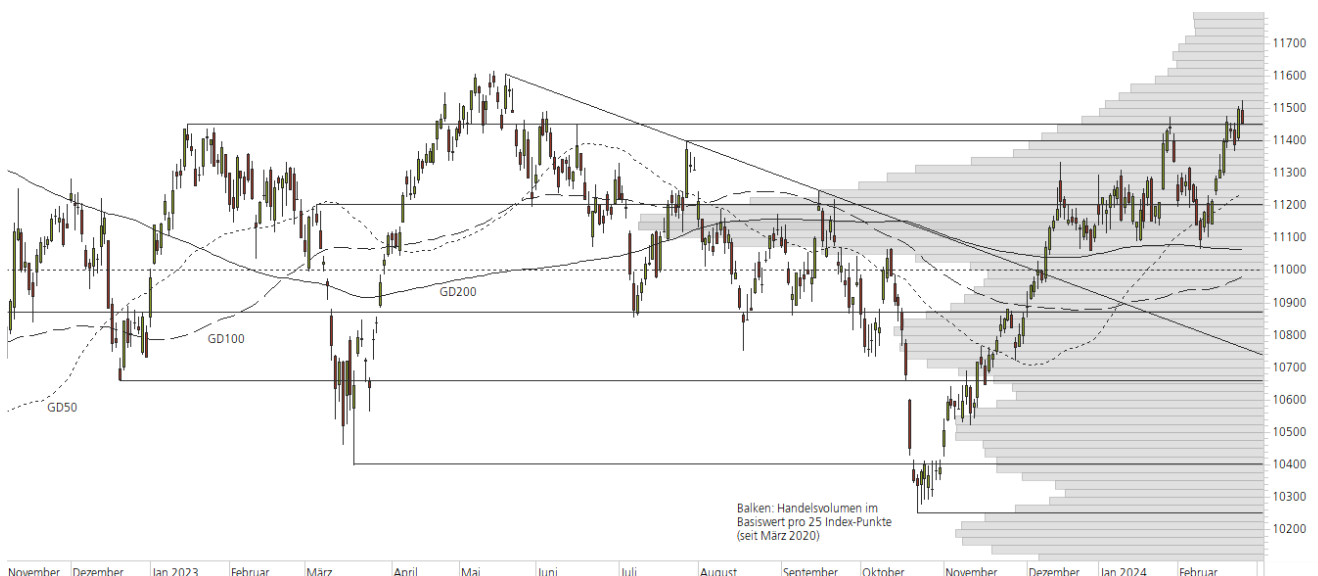 11700
11600
11500
11400
11300
11200
11100
11000
10900
10800
10700
10600
10500
10400
10300
10200
GD200
GD100
GD50
Balken: Handelsvolumen im
Basiswert pro 25 Index-Punkte
(seit März 2020)
November Dezember Jan 2023 Februar März April Mai Juni Juli August September Oktober November Dezember Jan 2024 Februar